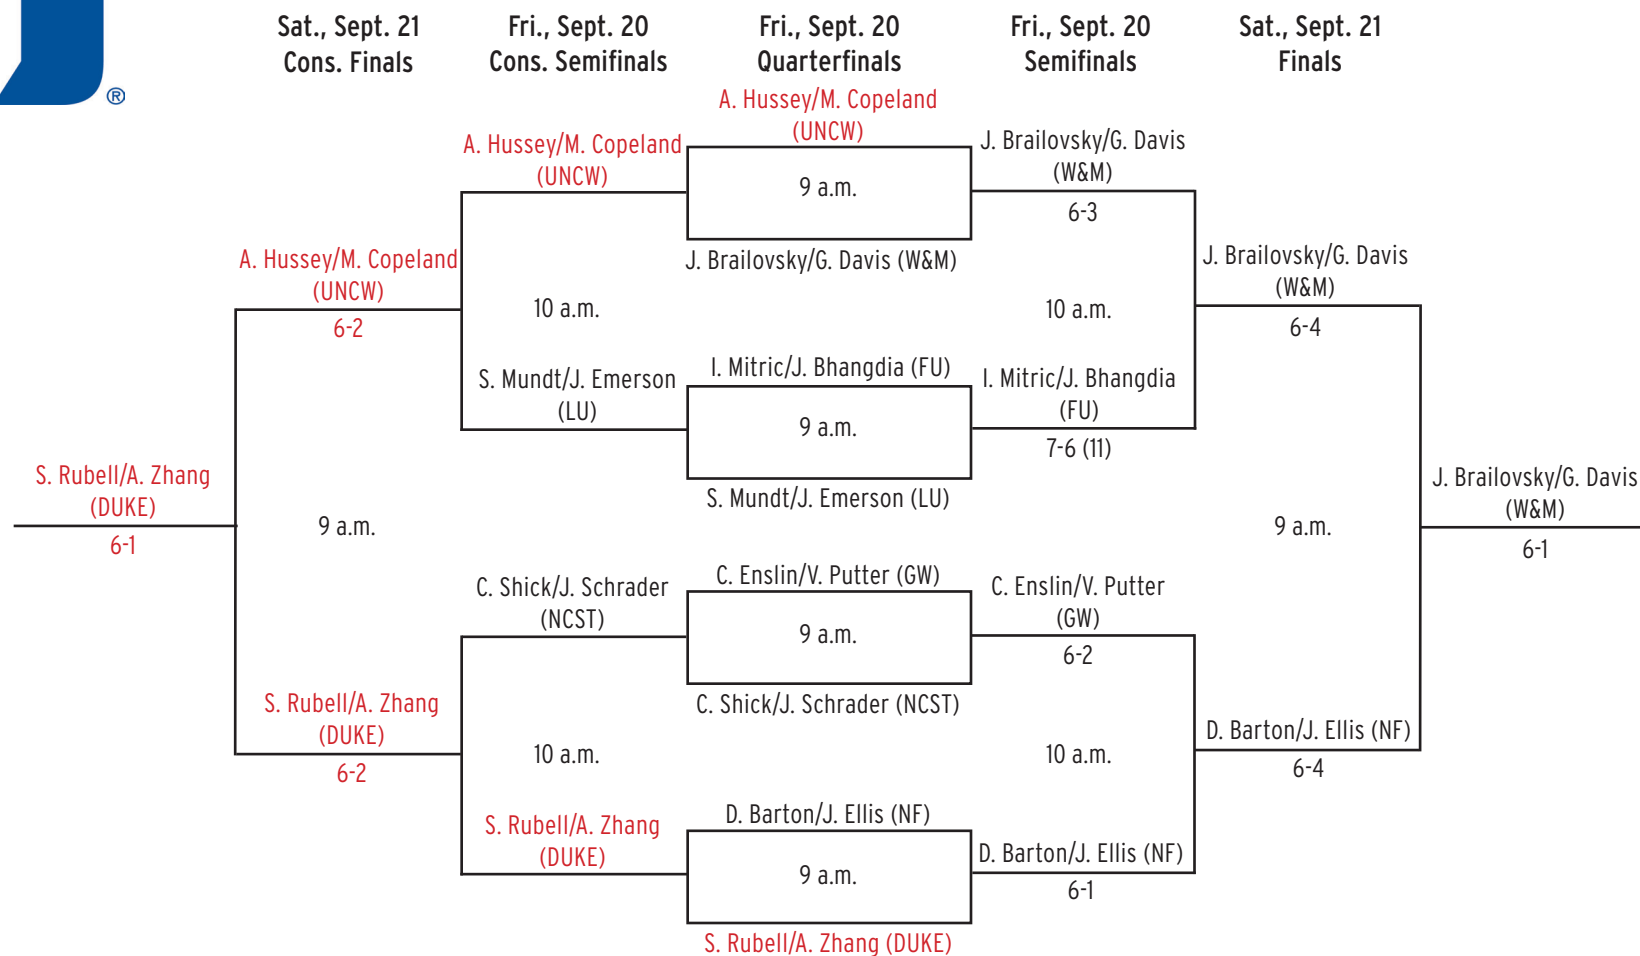 Sat., Sept. 21
Cons. Finals
Fri., Sept. 20
Cons. Semifinals
Fri., Sept. 20
Quarterfinals
Fri., Sept. 20
Semifinals
Sat., Sept. 21
Finals
®
S. Rubell/A. Zhang
(DUKE)
6-1
A. Hussey/M. Copeland
(UNCW)
6-2
9 a.m.
S. Rubell/A. Zhang
(DUKE)
6-2
A. Hussey/M. Copeland
(UNCW)
10 a.m.
S. Mundt/J. Emerson
(LU)
C. Shick/J. Schrader
(NCST)
10 a.m.
S. Rubell/A. Zhang
(DUKE)
A. Hussey/M. Copeland
(UNCW)
9 a.m.
J. Brailovsky/G. Davis (W&M)
I. Mitric/J. Bhangdia (FU)
9 a.m.
S. Mundt/J. Emerson (LU)
C. Enslin/V. Putter (GW)
9 a.m.
C. Shick/J. Schrader (NCST)
D. Barton/J. Ellis (NF)
9 a.m.
S. Rubell/A. Zhang (DUKE)
J. Brailovsky/G. Davis
(W&M)
6-3
10 a.m.
I. Mitric/J. Bhangdia
(FU)
7-6 (11)
C. Enslin/V. Putter
(GW)
6-2
10 a.m.
D. Barton/J. Ellis (NF)
6-1
J. Brailovsky/G. Davis
(W&M)
6-4
9 a.m.
D. Barton/J. Ellis (NF)
6-4
J. Brailovsky/G. Davis
(W&M)
6-1